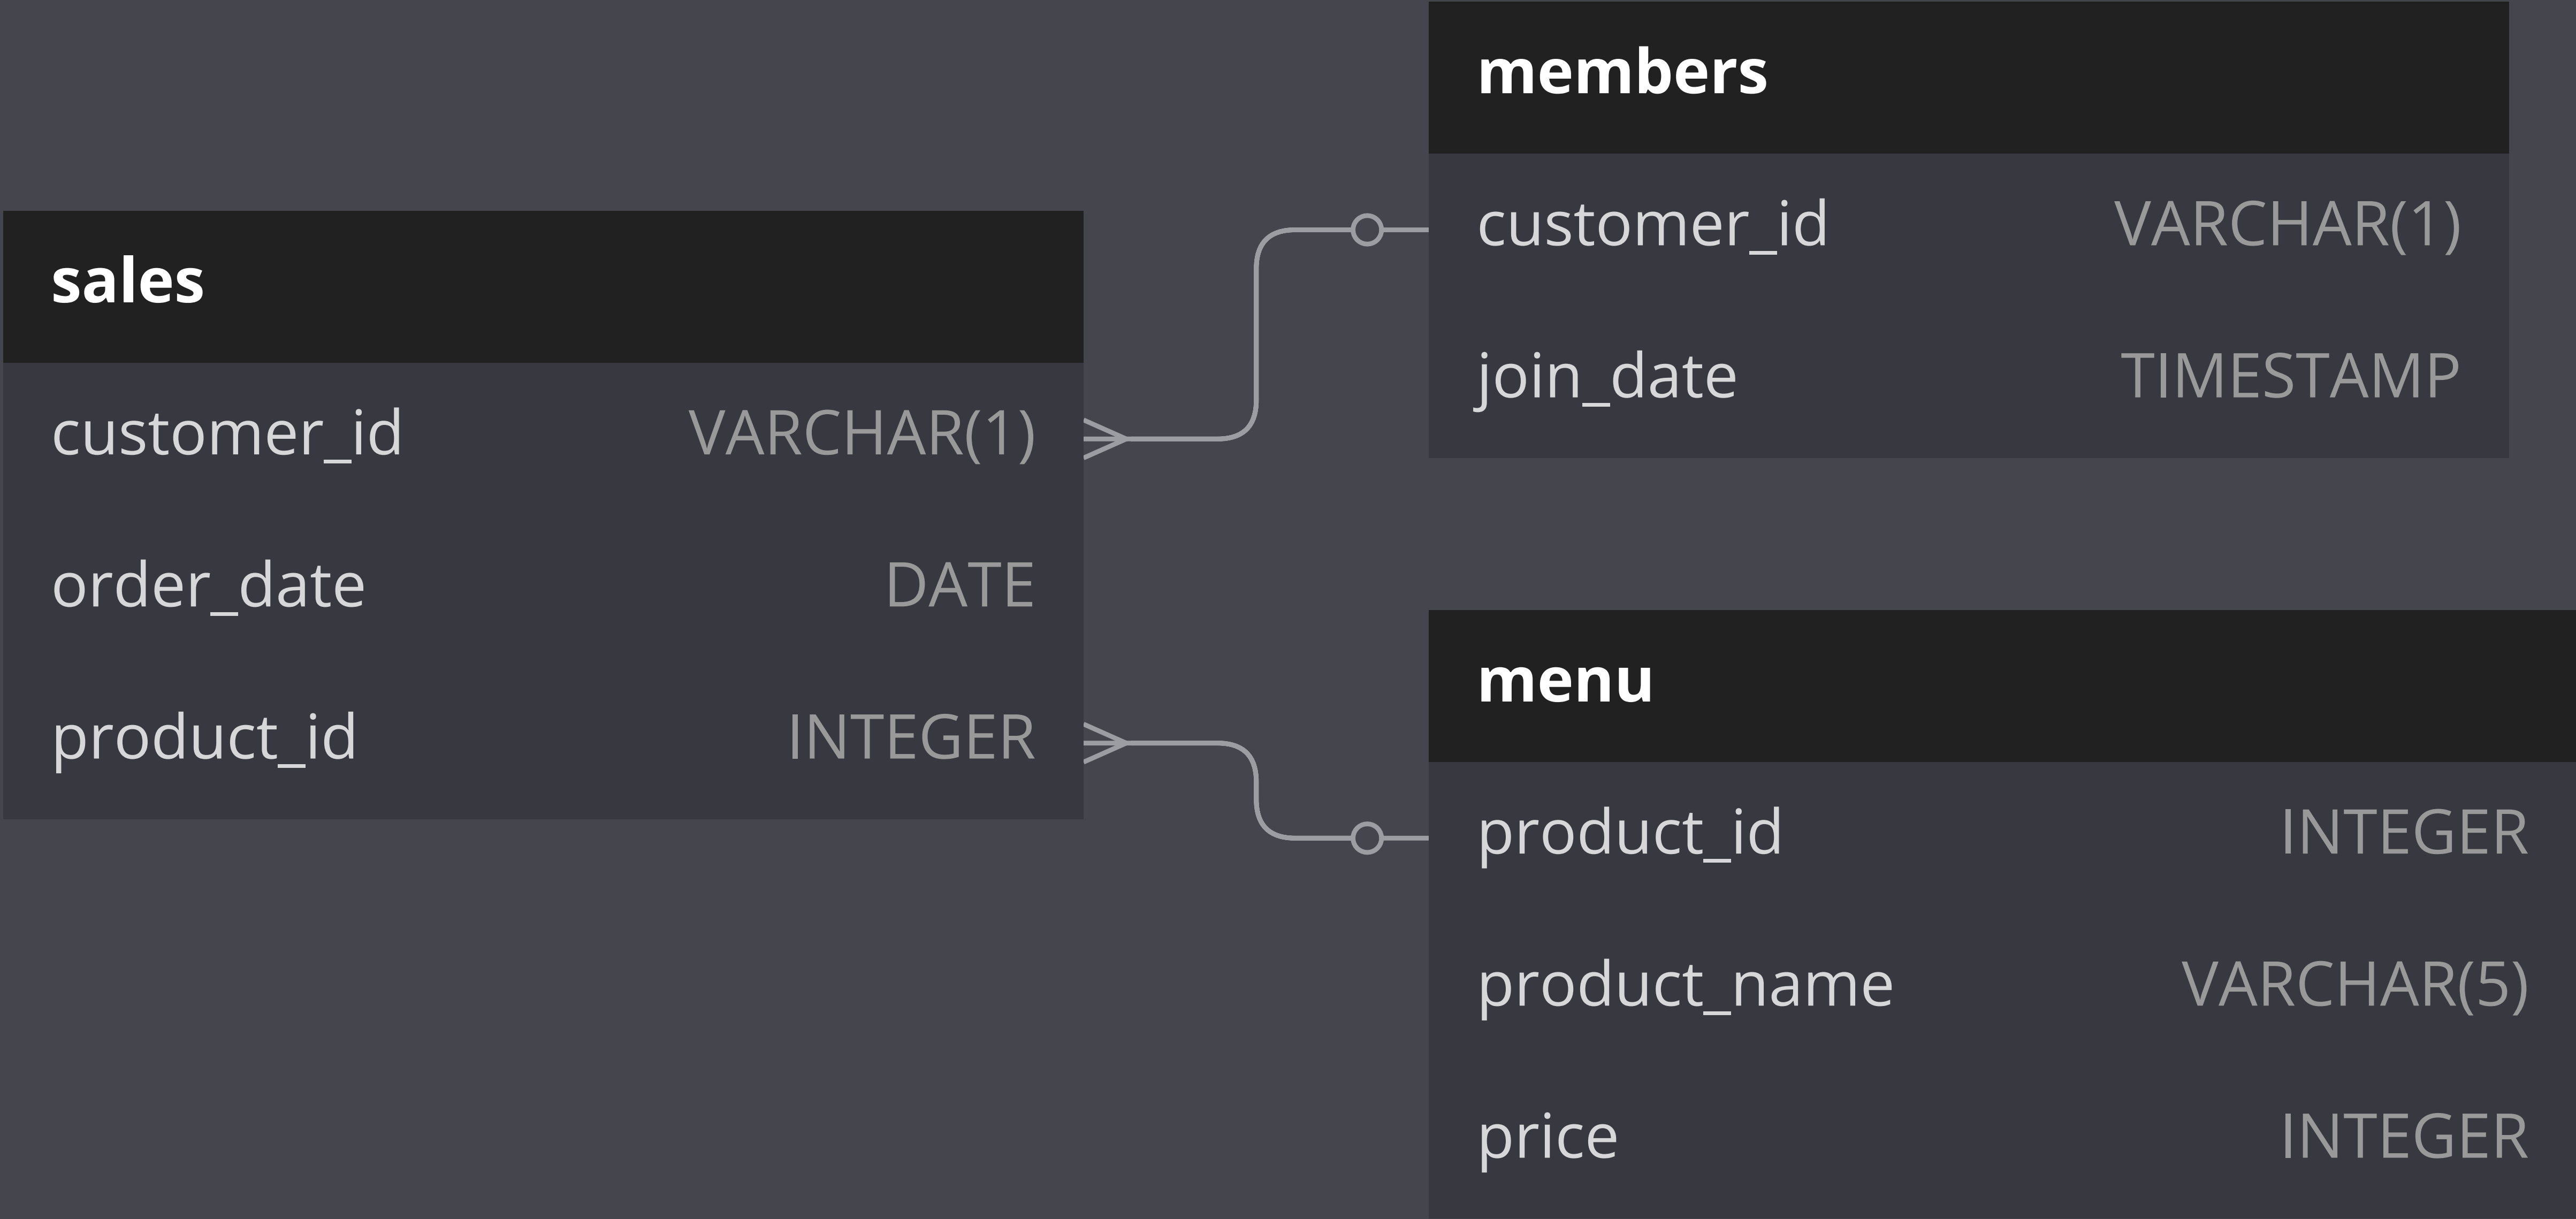 sales
customer_id VARCHAR(1)
order_date DATE
product_id INTEGER
members
customer_id VARCHAR(1)
join_date TIMESTAMP
menu
product_id INTEGER
product_name VARCHAR(5)
price INTEGER